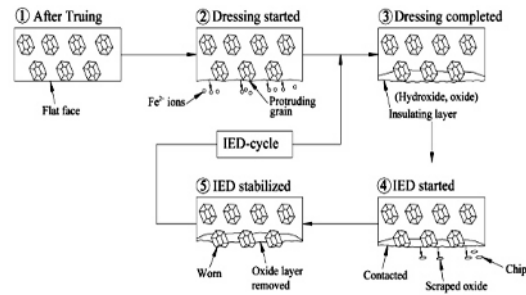 ① After Truing
Flat face
② Dressing started
Fe²⁺ ions
Protruding
grain
③ Dressing completed
(Hydroxide, oxide)
Insulating layer
IED-cycle
④ IED started
Contacted
Scraped oxide
Chip
⑤ IED stabilized
Worn
Oxide layer
removed